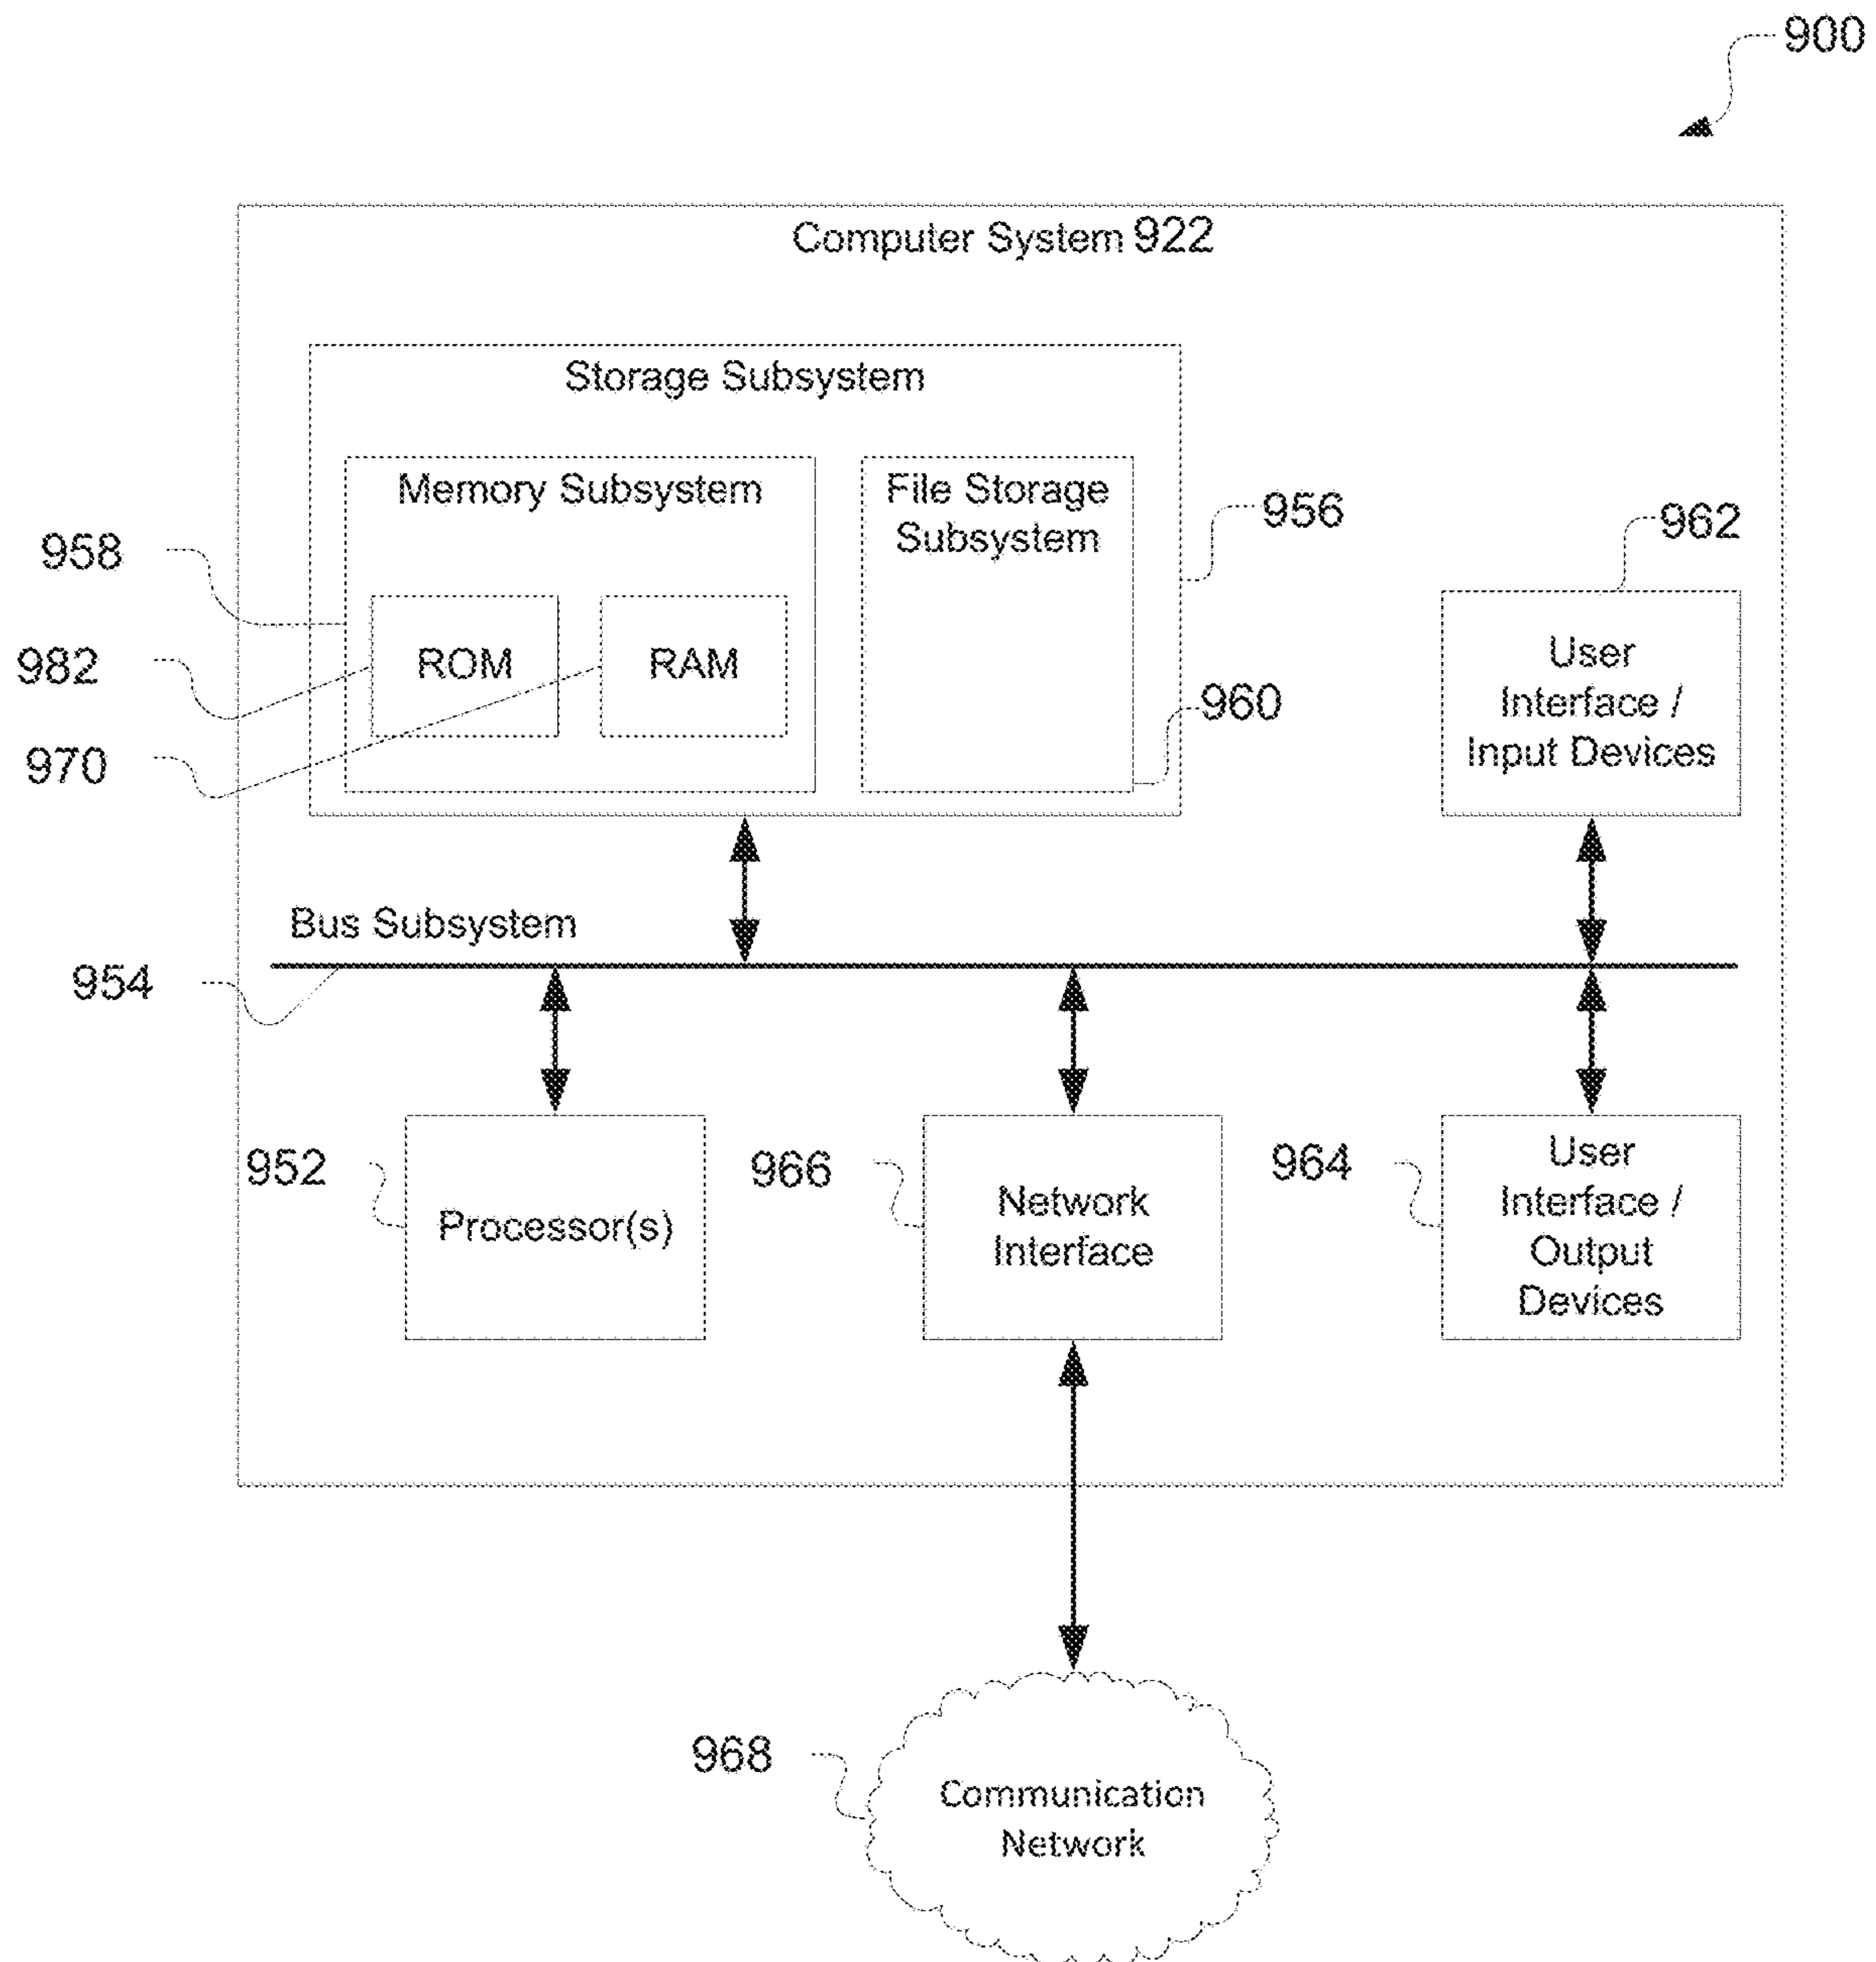 900
Computer System 922
Storage Subsystem
Memory Subsystem
File Storage
Subsystem
956
962
958
982
ROM
RAM
970
960
User
Interface /
Input Devices
Bus Subsystem
954
952
Processor(s)
966
Network
Interface
964
User
Interface /
Output
Devices
968
Communication
Network